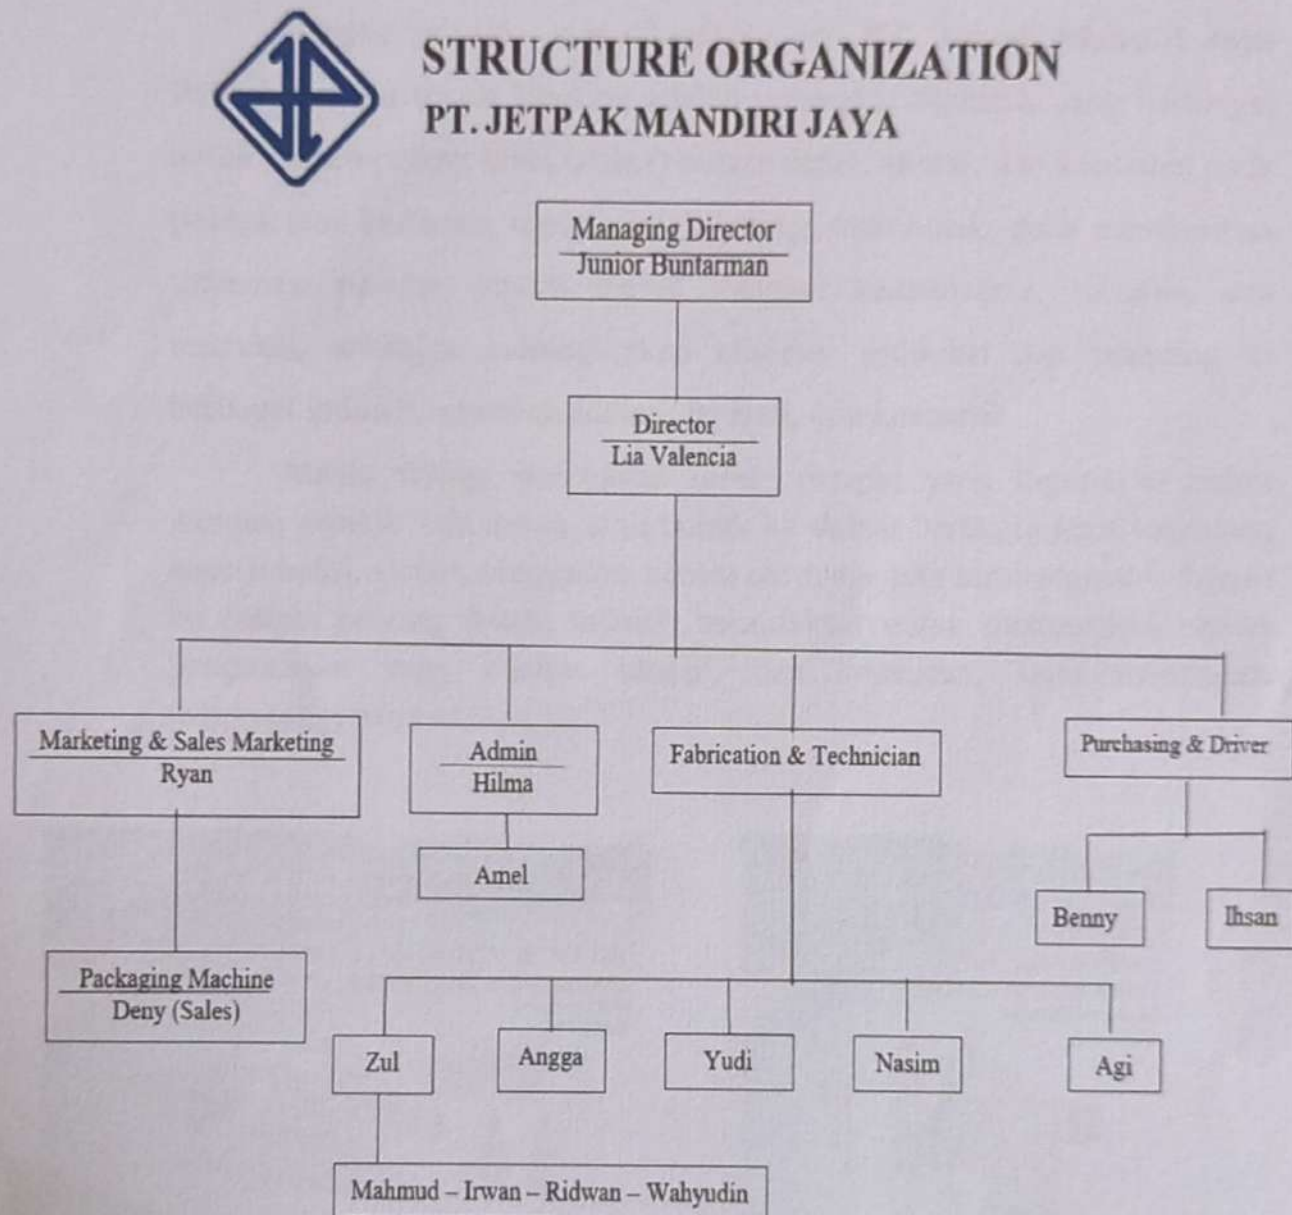 STRUCTURE ORGANIZATION
PT. JETPAK MANDIRI JAYA
Managing Director
Junior Buntarman
Director
Lia Valencia
Marketing & Sales Marketing
Ryan
Admin
Hilma
Fabrication & Technician
Purchasing & Driver
Amel
Benny
Ihsan
Packaging Machine
Deny (Sales)
Zul
Angga
Yudi
Nasim
Agi
Mahmud – Irwan – Ridwan – Wahyudin